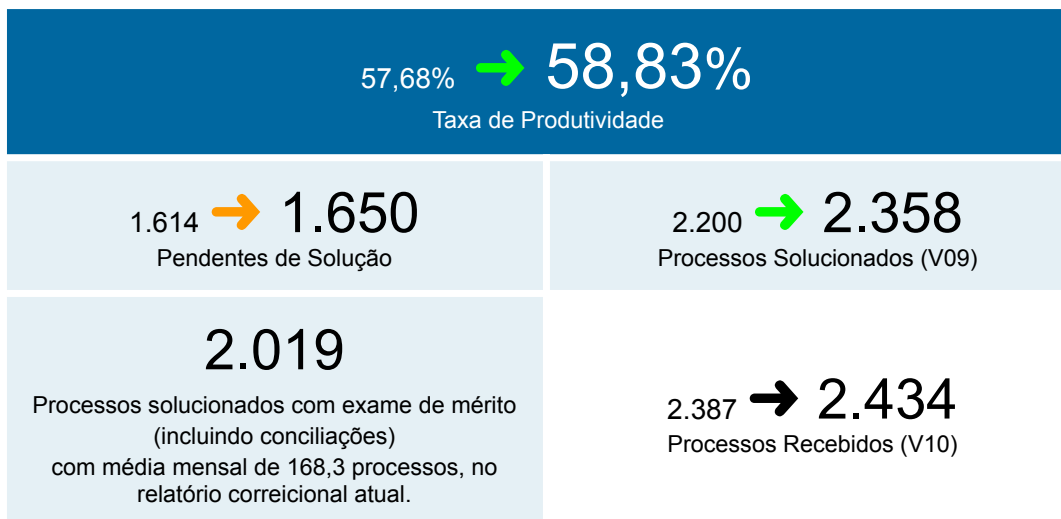 57,68% ➜ 58,83%
Taxa de Produtividade
1.614 ➜ 1.650
Pendentes de Solução
2.200 ➜ 2.358
Processos Solucionados (V09)
2.019
Processos solucionados com exame de mérito
(incluindo conciliações)
com média mensal de 168,3 processos, no
relatório correicional atual.
2.387 ➜ 2.434
Processos Recebidos (V10)